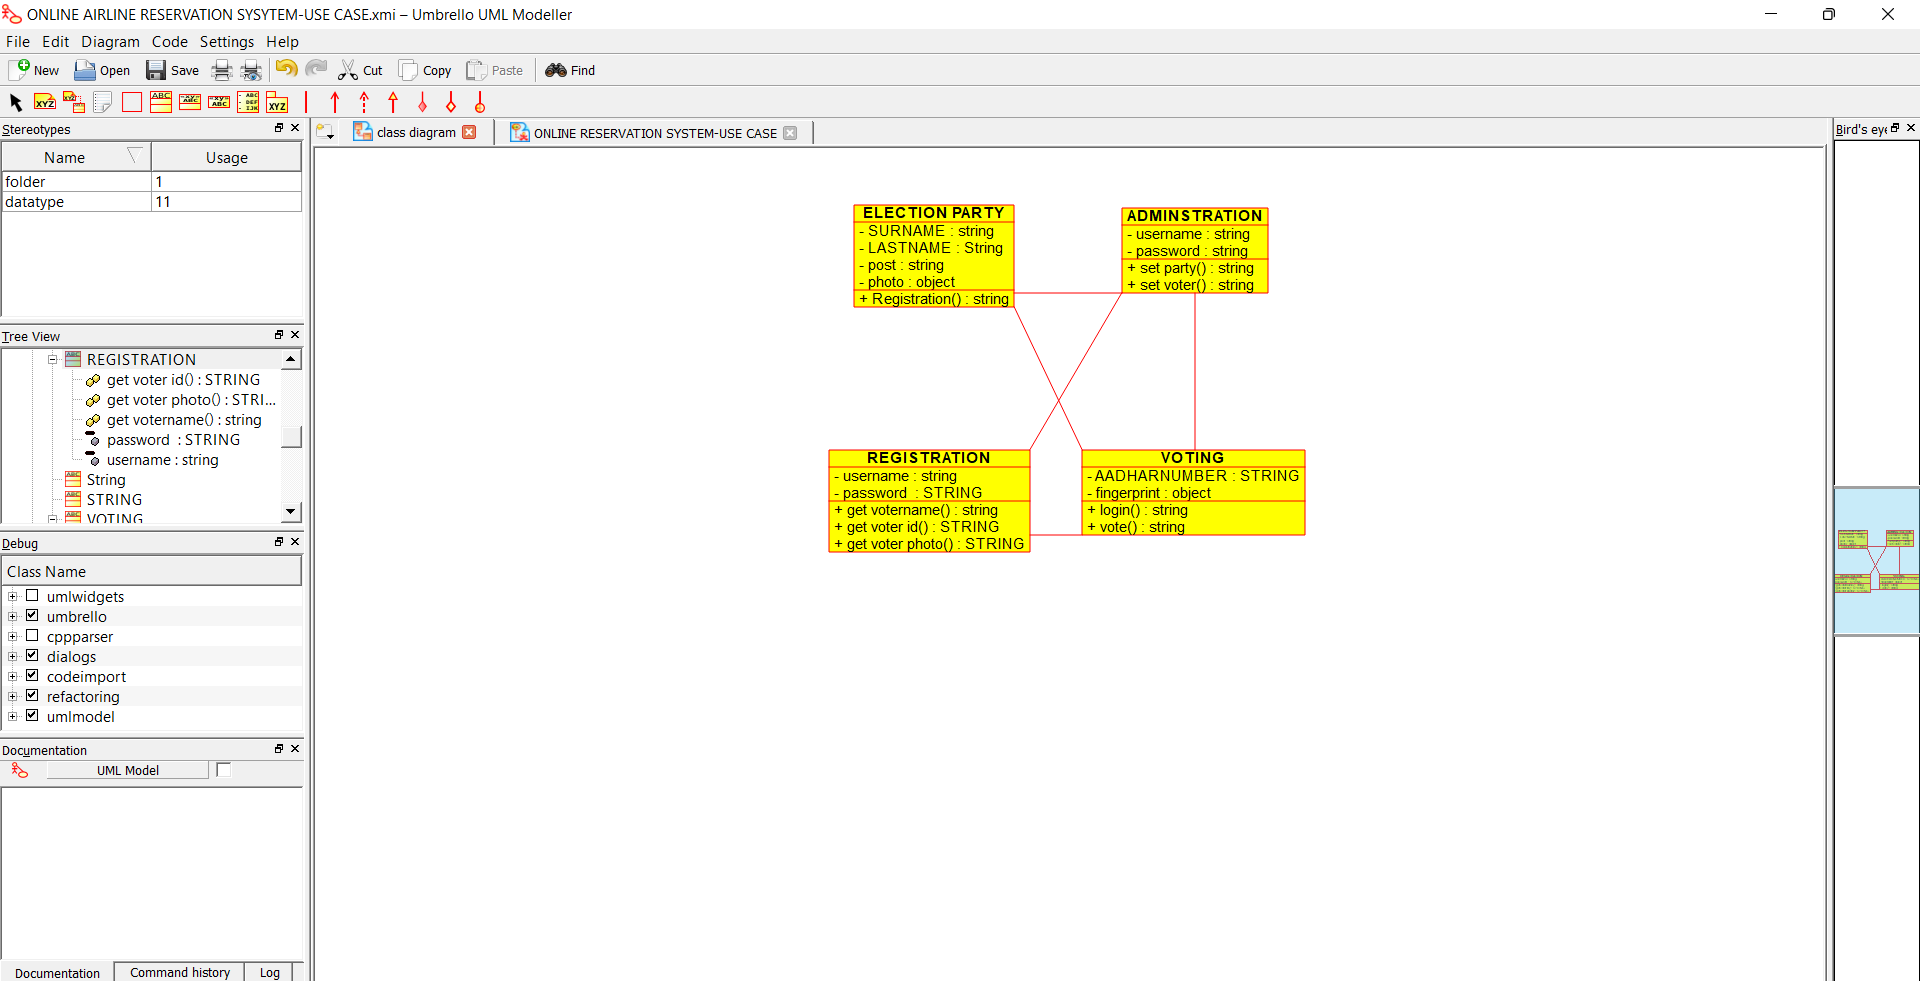 ONLINE AIRLINE RESERVATION SYSYTEM-USE CASE.xmi – Umbrello UML Modeller
File Edit Diagram Code Settings Help
New Open Save Cut Copy Paste Find
Stereotypes
Name Usage
folder 1
datatype 11
Tree View
REGISTRATION
get voter id() : STRING
get voter photo() : STRI...
get votername() : string
password : STRING
username : string
String
STRING
VOTING
Debug
Class Name
umlwidgets
umbrello
cppparser
dialogs
codeimport
refactoring
umlmodel
Documentation
UML Model
Documentation Command history Log
class diagram ONLINE RESERVATION SYSTEM-USE CASE
ELECTION PARTY
- SURNAME : string
- LASTNAME : String
- post : string
- photo : object
+ Registration() : string
ADMINSTRATION
- username : string
- password : string
+ set party() : string
+ set voter() : string
REGISTRATION
- username : string
- password : STRING
+ get votername() : string
+ get voter id() : STRING
+ get voter photo() : STRING
VOTING
- AADHARNUMBER : STRING
- fingerprint : object
+ login() : string
+ vote() : string
Bird's eye